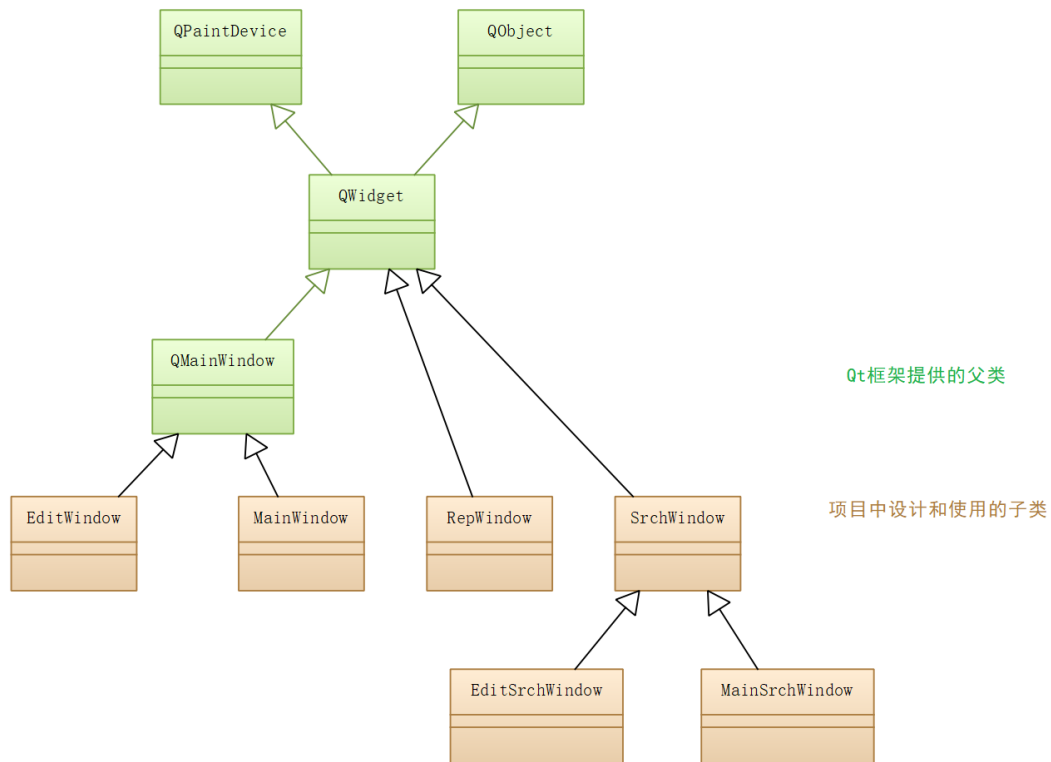 QPaintDevice
QObject
QWidget
QMainWindow
Qt框架提供的父类
EditWindow
MainWindow
RepWindow
SrchWindow
项目中设计和使用的子类
EditSrchWindow
MainSrchWindow